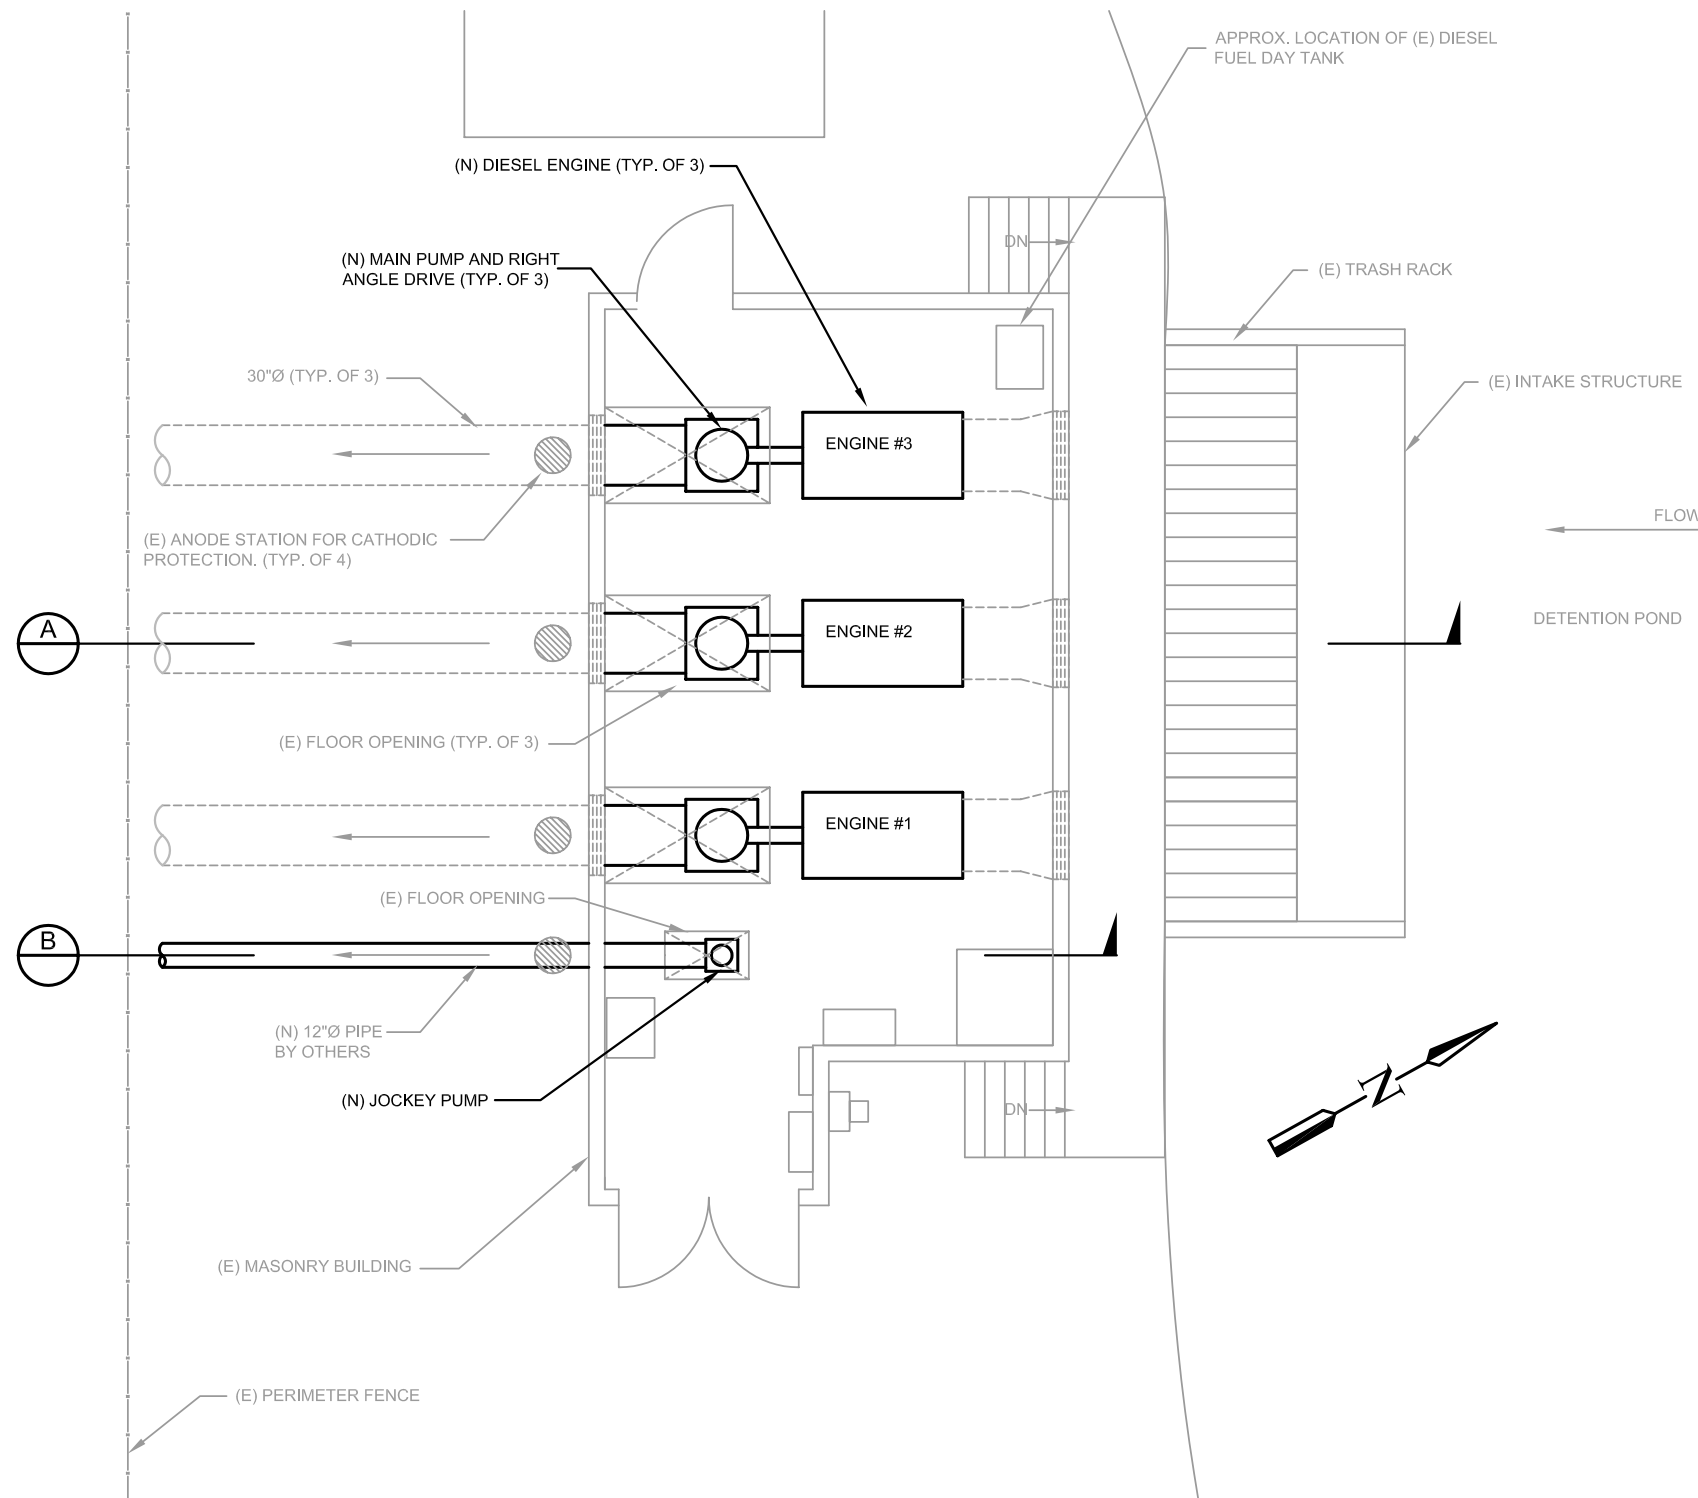 APPROX. LOCATION OF (E) DIESEL
FUEL DAY TANK
(N) DIESEL ENGINE (TYP. OF 3)
DN
(N) MAIN PUMP AND RIGHT
ANGLE DRIVE (TYP. OF 3)
(E) TRASH RACK
30"Ø (TYP. OF 3)
(E) INTAKE STRUCTURE
ENGINE #3
FLOW
(E) ANODE STATION FOR CATHODIC
PROTECTION. (TYP. OF 4)
A
ENGINE #2
DETENTION POND
(E) FLOOR OPENING (TYP. OF 3)
ENGINE #1
(E) FLOOR OPENING
B
(N) 12"Ø PIPE
BY OTHERS
(N) JOCKEY PUMP
DN
N
(E) MASONRY BUILDING
(E) PERIMETER FENCE